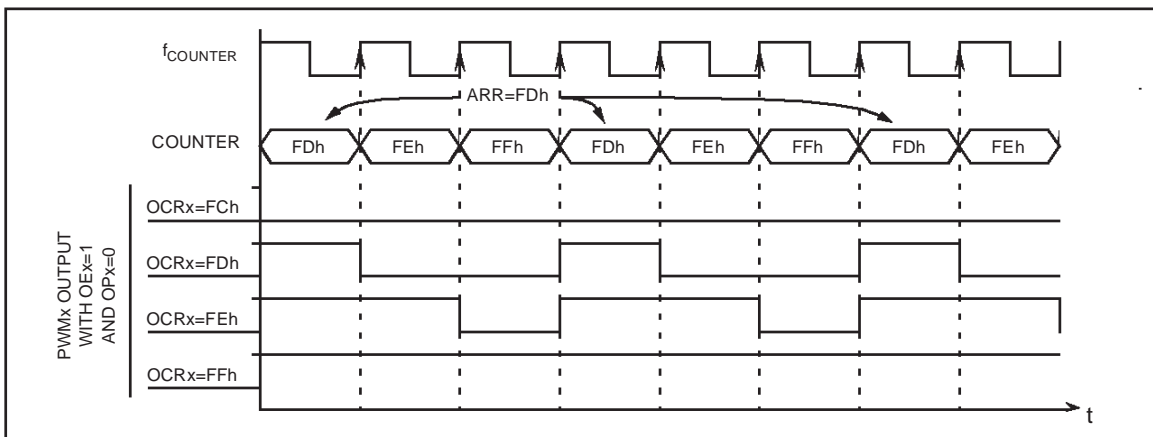 fCOUNTER
ARR=FDh
COUNTER
FDh FEh FFh FDh FEh FFh FDh FEh
PWMx OUTPUT
WITH OEx=1
AND OPx=0
OCRx=FCh
OCRx=FDh
OCRx=FEh
OCRx=FFh
t